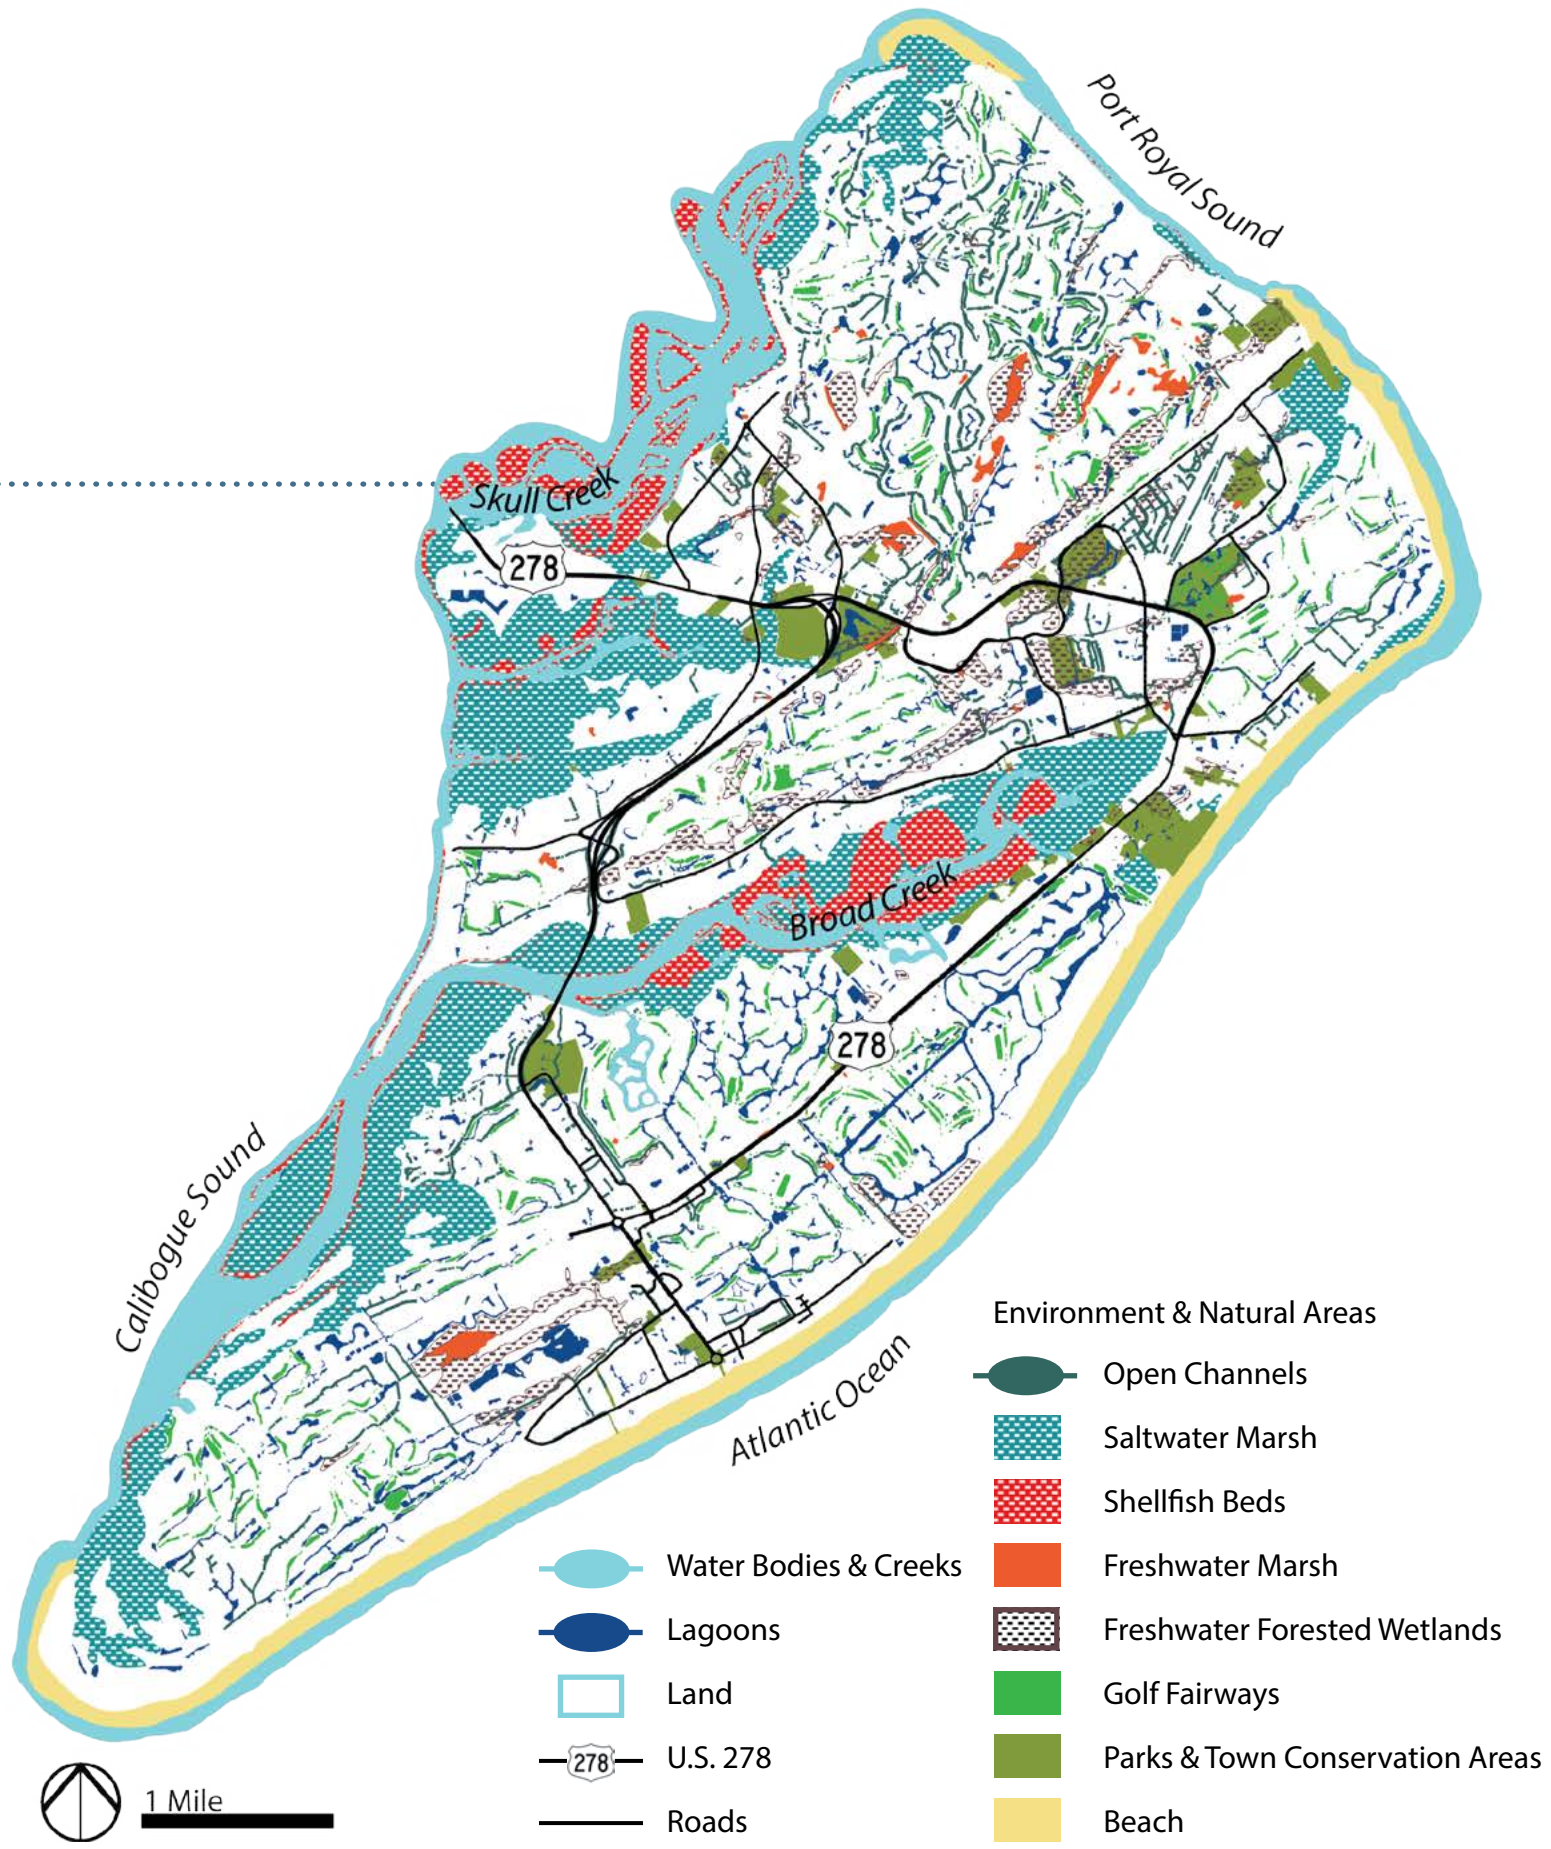 Port Royal Sound
Skull Creek
278
Broad Creek
278
Calibogue Sound
Atlantic Ocean
Environment & Natural Areas
Open Channels
Saltwater Marsh
Shellfish Beds
Freshwater Marsh
Freshwater Forested Wetlands
Golf Fairways
Parks & Town Conservation Areas
Beach
Water Bodies & Creeks
Lagoons
Land
278 U.S. 278
Roads
1 Mile